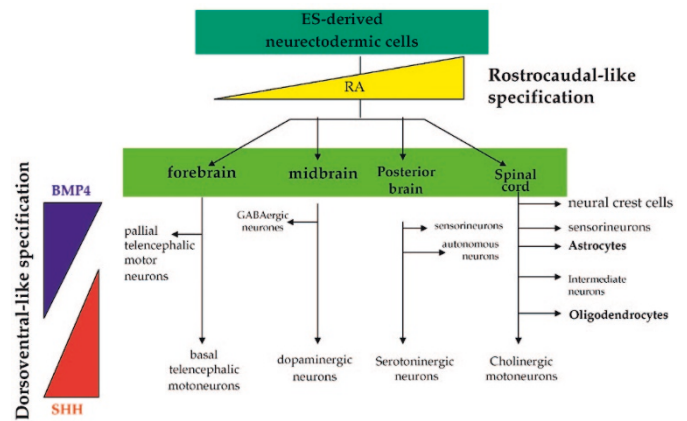 ES-derived
neurectodermic cells
RA
Rostrocaudal-like
specification
forebrain
midbrain
Posterior
brain
Spinal
cord
Dorsoventral-like specification
BMP4
SHH
pallial
telencephalic
motor
neurons
GABAergic
neurones
sensorineurons
autonomous
neurons
neural crest cells
sensorineurons
Astrocytes
Intermediate
neurons
Oligodendrocytes
basal
telencephalic
motoneurons
dopaminergic
neurons
Serotoninergic
neurons
Cholinergic
motoneurons